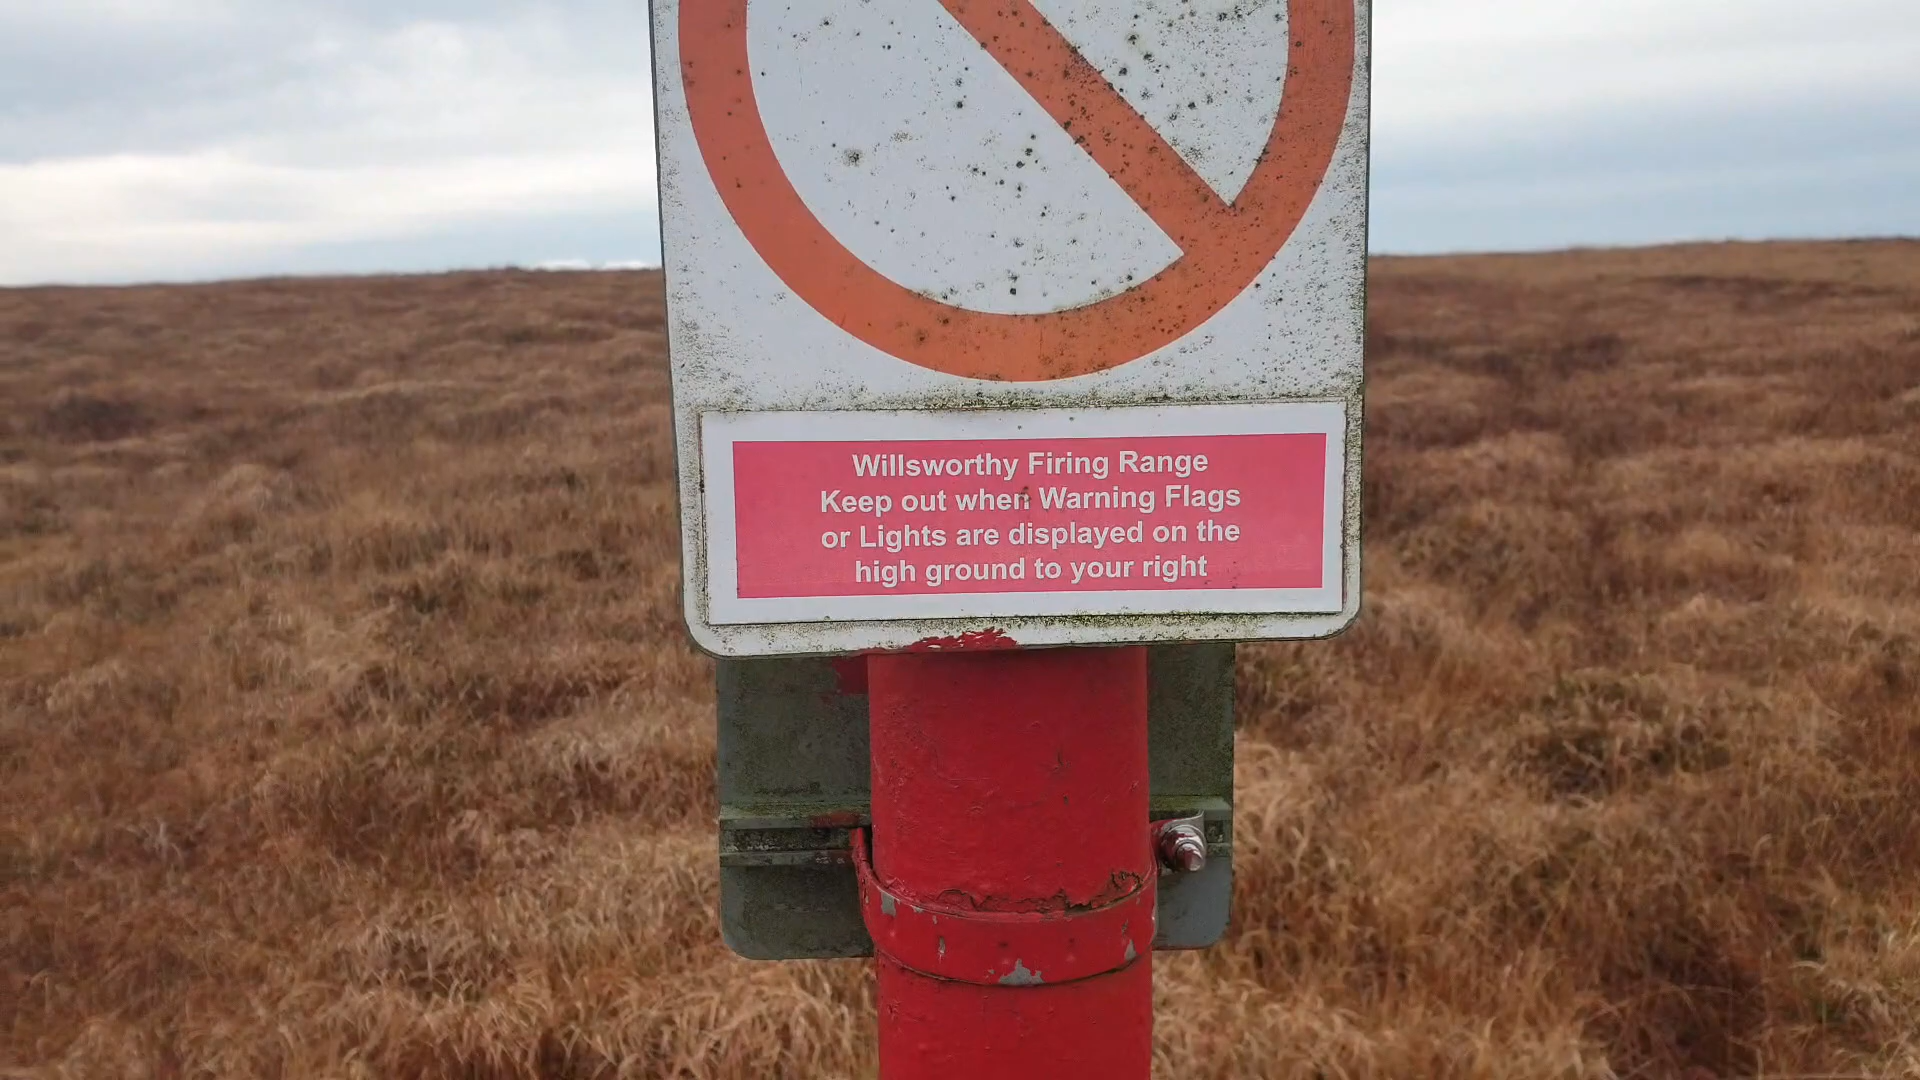 Willsworthy Firing Range
Keep out when Warning Flags
or Lights are displayed on the
high ground to your right